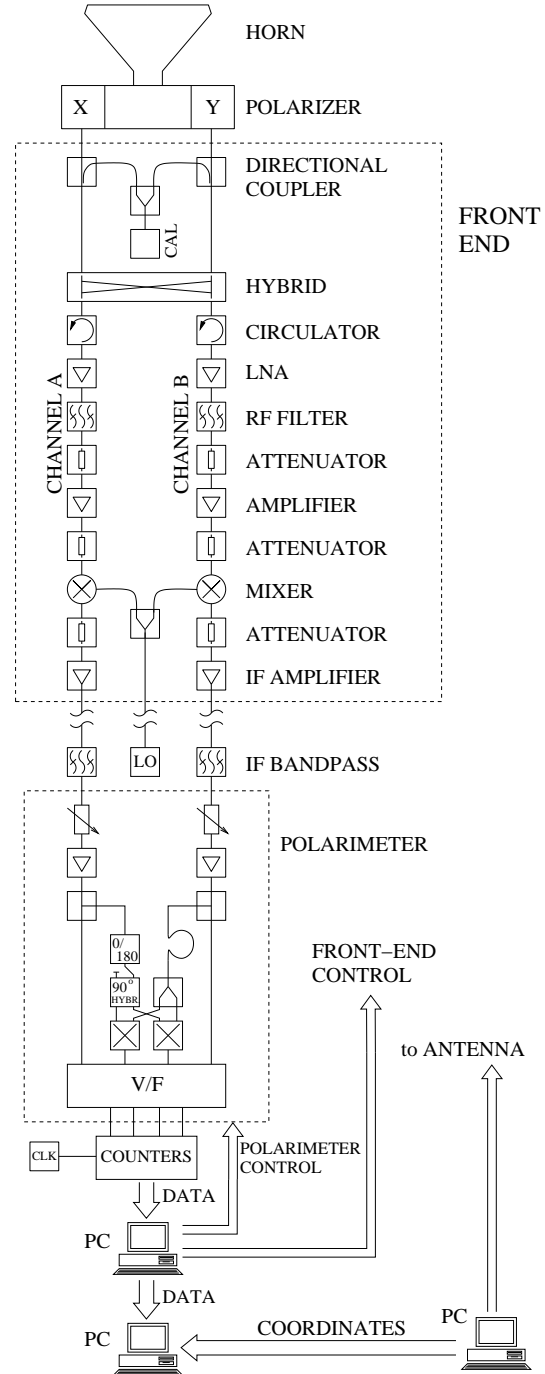 HORN
X
Y
POLARIZER
DIRECTIONAL
COUPLER
CAL
FRONT
END
HYBRID
CIRCULATOR
CHANNEL A
CHANNEL B
LNA
RF FILTER
ATTENUATOR
AMPLIFIER
ATTENUATOR
MIXER
ATTENUATOR
IF AMPLIFIER
LO
IF BANDPASS
POLARIMETER
0/
180
90°
HYBR.
FRONT-END
CONTROL
to ANTENNA
V/F
CLK
COUNTERS
POLARIMETER
CONTROL
DATA
PC
DATA
PC
COORDINATES
PC